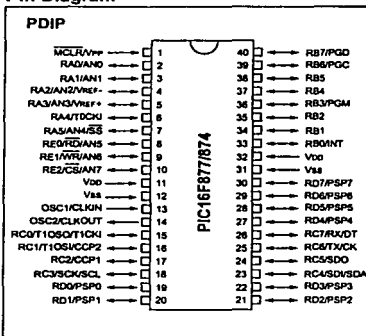 PDIP
MCLR/VPP 1 40 RB7/PGD
RA0/AN0 2 39 RB6/PGC
RA1/AN1 3 38 RB5
RA2/AN2/VREF- 4 37 RB4
RA3/AN3/VREF+ 5 36 RB3/PGM
RA4/T0CKI 6 35 RB2
RA5/AN4/SS 7 34 RB1
RE0/RD/AN5 8 33 RB0/INT
RE1/WR/AN6 9 32 VDD
RE2/CS/AN7 10 31 VSS
VDD 11 30 RD7/PSP7
VSS 12 29 RD6/PSP6
OSC1/CLKIN 13 28 RD5/PSP5
OSC2/CLKOUT 14 27 RD4/PSP4
RC0/T1OSO/T1CKI 15 26 RC7/RX/DT
RC1/T1OSI/CCP2 16 25 RC6/TX/CK
RC2/CCP1 17 24 RC5/SDO
RC3/SCK/SCL 18 23 RC4/SDI/SDA
RD0/PSP0 19 22 RD3/PSP3
RD1/PSP1 20 21 RD2/PSP2
PIC16F877/874